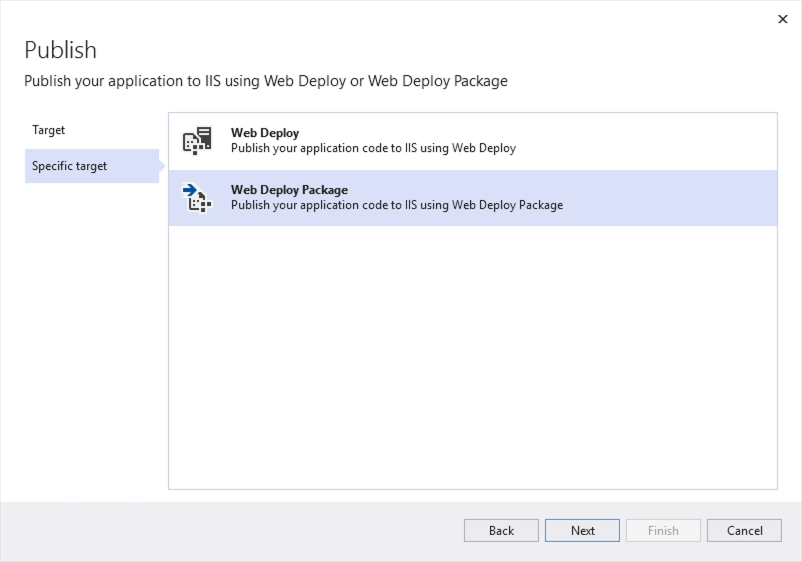 Publish
Publish your application to IIS using Web Deploy or Web Deploy Package
Target
Specific target
Web Deploy
Publish your application code to IIS using Web Deploy
Web Deploy Package
Publish your application code to IIS using Web Deploy Package
Back
Next
Finish
Cancel